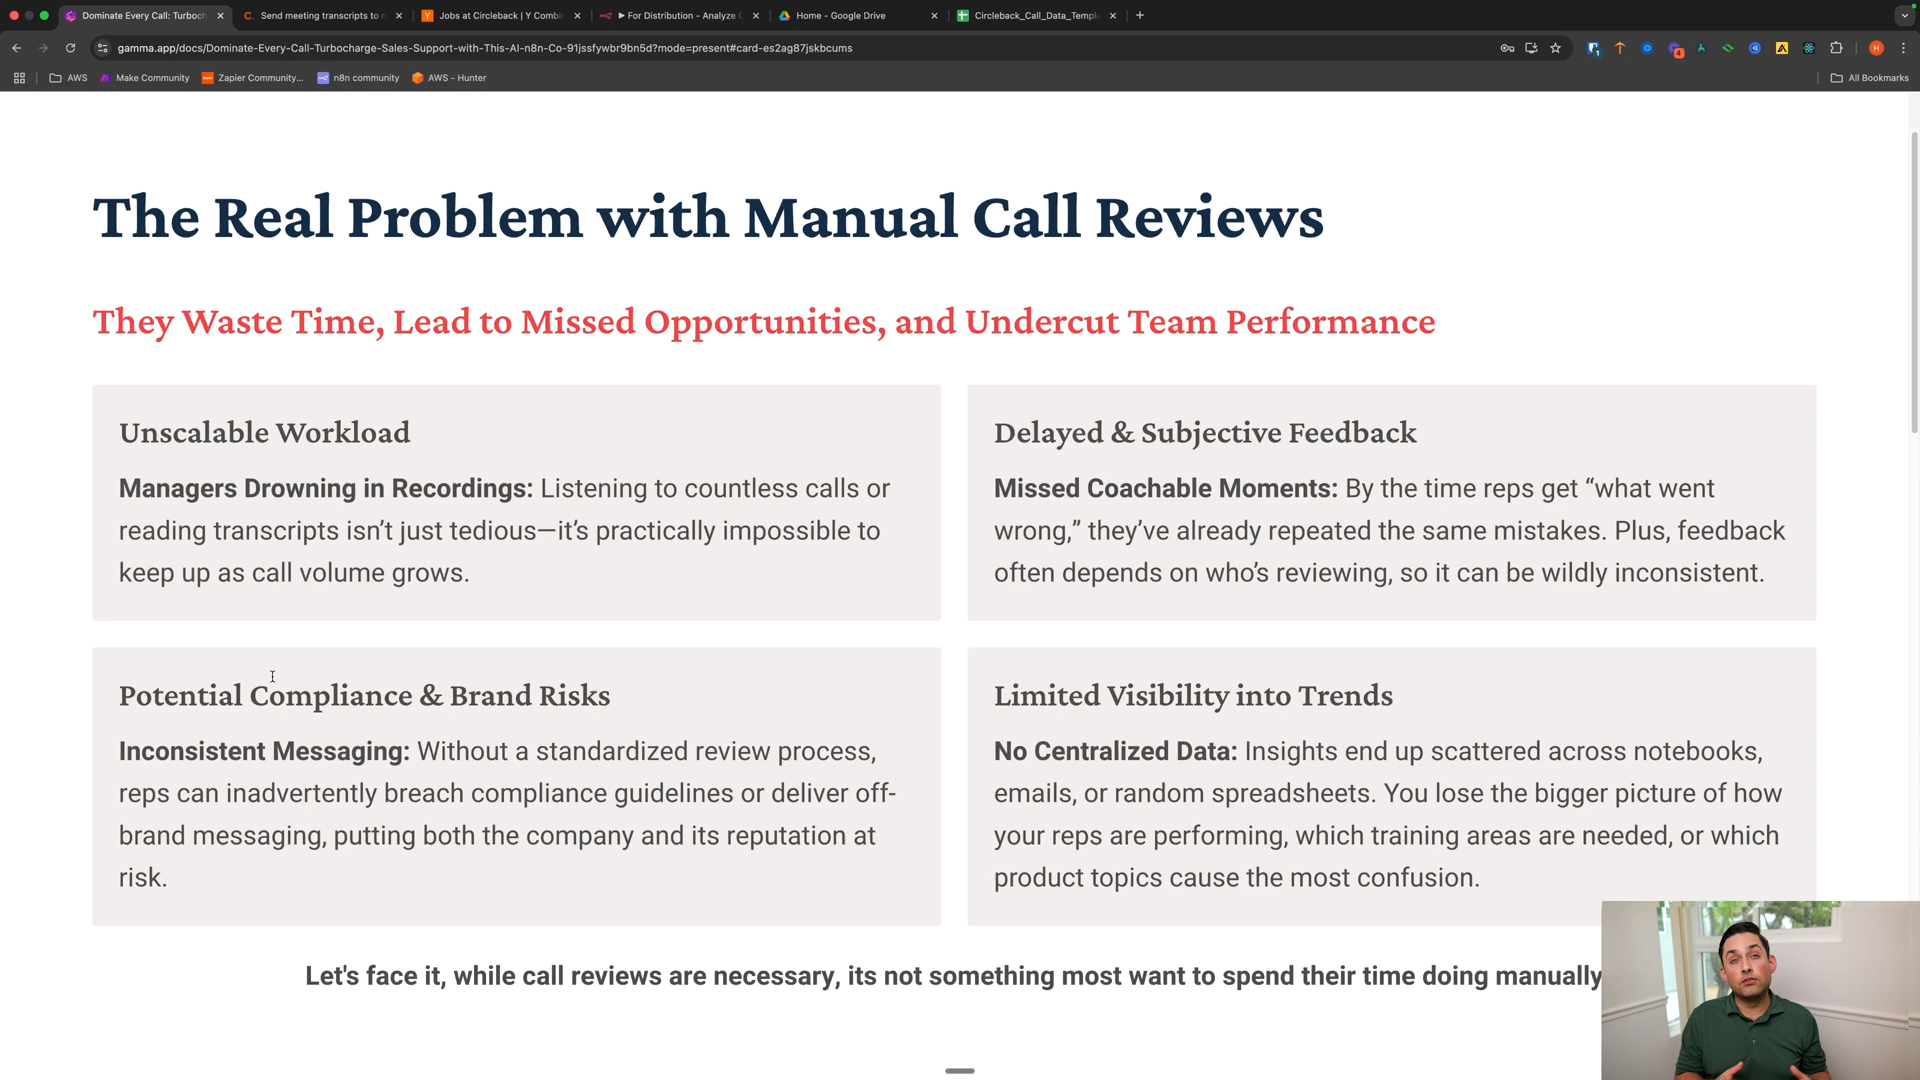 Dominate Every Call: Turboch
Send meeting transcripts to n
Jobs at Circleback | Y Combi
For Distribution - Analyze
Home - Google Drive
Circleback_Call_Data_Templ
gamma.app/docs/Dominate-Every-Call-Turbocharge-Sales-Support-with-This-AI-n8n-Co-91jssfywbr9bn5d?mode=present#card-es2ag87jskbcums
AWS
Make Community
Zapier Community...
n8n community
AWS - Hunter
All Bookmarks
The Real Problem with Manual Call Reviews
They Waste Time, Lead to Missed Opportunities, and Undercut Team Performance
Unscalable Workload
Managers Drowning in Recordings: Listening to countless calls or
reading transcripts isn’t just tedious—it’s practically impossible to
keep up as call volume grows.
Delayed & Subjective Feedback
Missed Coachable Moments: By the time reps get “what went
wrong,” they’ve already repeated the same mistakes. Plus, feedback
often depends on who’s reviewing, so it can be wildly inconsistent.
Potential Compliance & Brand Risks
Inconsistent Messaging: Without a standardized review process,
reps can inadvertently breach compliance guidelines or deliver off-
brand messaging, putting both the company and its reputation at
risk.
Limited Visibility into Trends
No Centralized Data: Insights end up scattered across notebooks,
emails, or random spreadsheets. You lose the bigger picture of how
your reps are performing, which training areas are needed, or which
product topics cause the most confusion.
Let's face it, while call reviews are necessary, its not something most want to spend their time doing manually